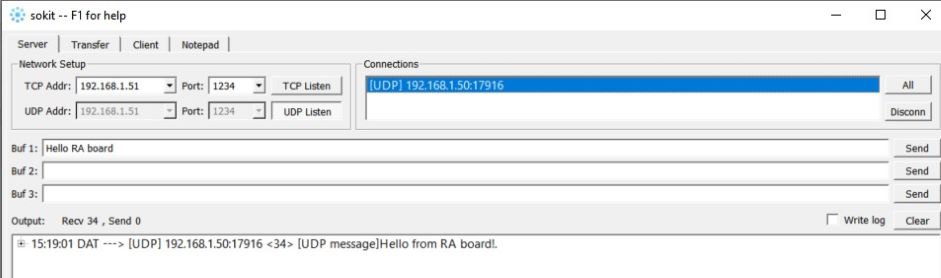 sokit -- F1 for help
Server Transfer Client Notepad
Network Setup
Connections
TCP Addr: 192.168.1.51 Port: 1234 TCP Listen
[UDP] 192.168.1.50:17916
All
UDP Addr: 192.168.1.51 Port: 1234 UDP Listen
Disconn
Buf 1: Hello RA board Send
Buf 2: Send
Buf 3: Send
Output: Recv 34 , Send 0 Write log Clear
15:19:01 DAT ---> [UDP] 192.168.1.50:17916 <34> [UDP message]Hello from RA board!.